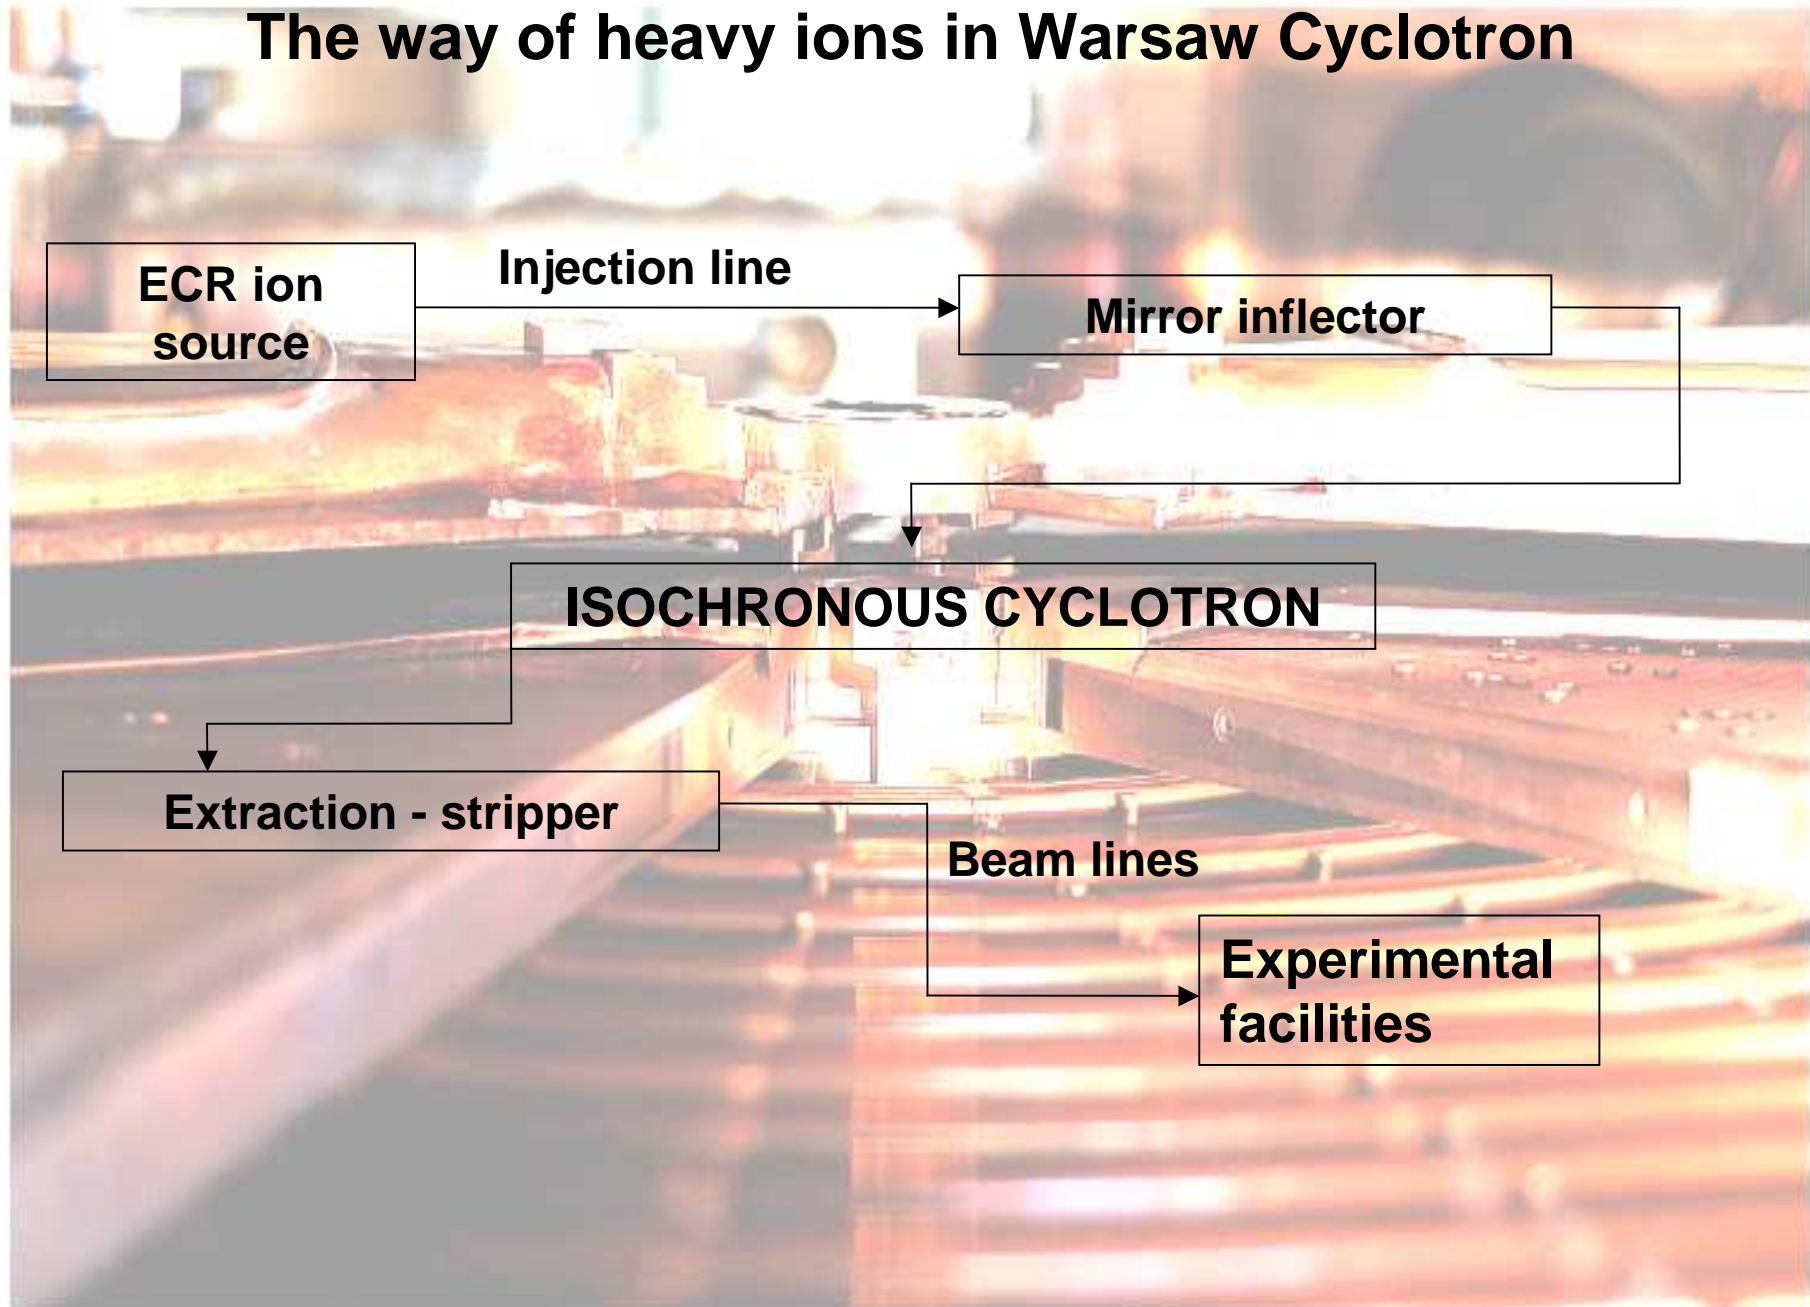 The way of heavy ions in Warsaw Cyclotron
ECR ion
source
Injection line
Mirror inflector
ISOCHRONOUS CYCLOTRON
Extraction - stripper
Beam lines
Experimental
facilities